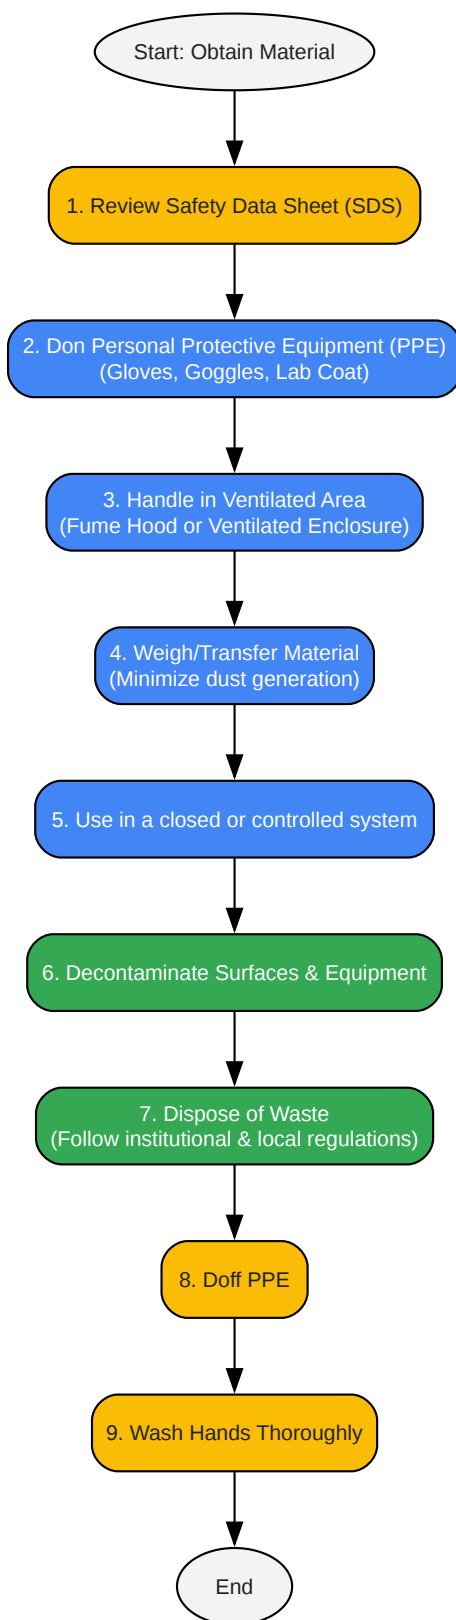 Start: Obtain Material
1. Review Safety Data Sheet (SDS)
2. Don Personal Protective Equipment (PPE)
(Gloves, Goggles, Lab Coat)
3. Handle in Ventilated Area
(Fume Hood or Ventilated Enclosure)
4. Weigh/Transfer Material
(Minimize dust generation)
5. Use in a closed or controlled system
6. Decontaminate Surfaces & Equipment
7. Dispose of Waste
(Follow institutional & local regulations)
8. Doff PPE
9. Wash Hands Thoroughly
End